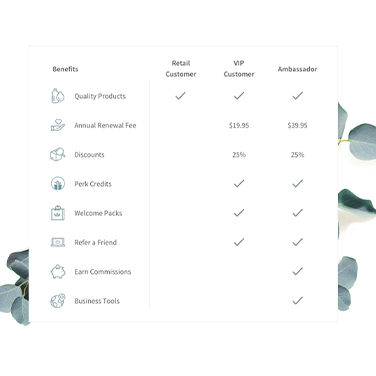 Benefits
Retail
Customer
VIP
Customer
Ambassador
Quality Products
Annual Renewal Fee $19.95 $39.95
Discounts 25% 25%
Perk Credits
Welcome Packs
Refer a Friend
Earn Commissions
Business Tools